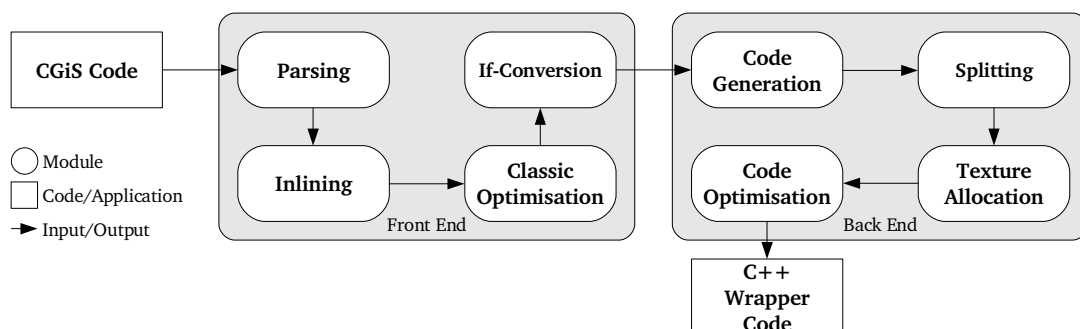 CGiS Code
Parsing
If-Conversion
Inlining
Classic
Optimisation
Front End
Code
Generation
Splitting
Code
Optimisation
Texture
Allocation
Back End
C++
Wrapper
Code
Module
Code/Application
Input/Output